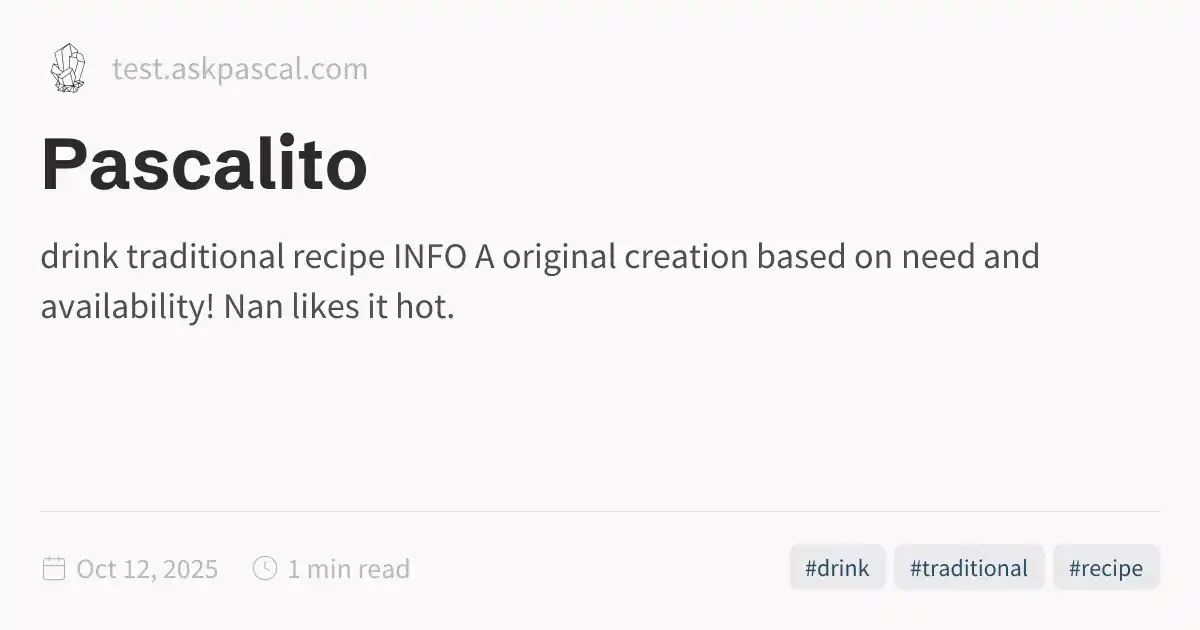 test.askpascal.com
Pascalito
drink traditional recipe INFO A original creation based on need and
availability! Nan likes it hot.
Oct 12, 2025
1 min read
#drink
#traditional
#recipe